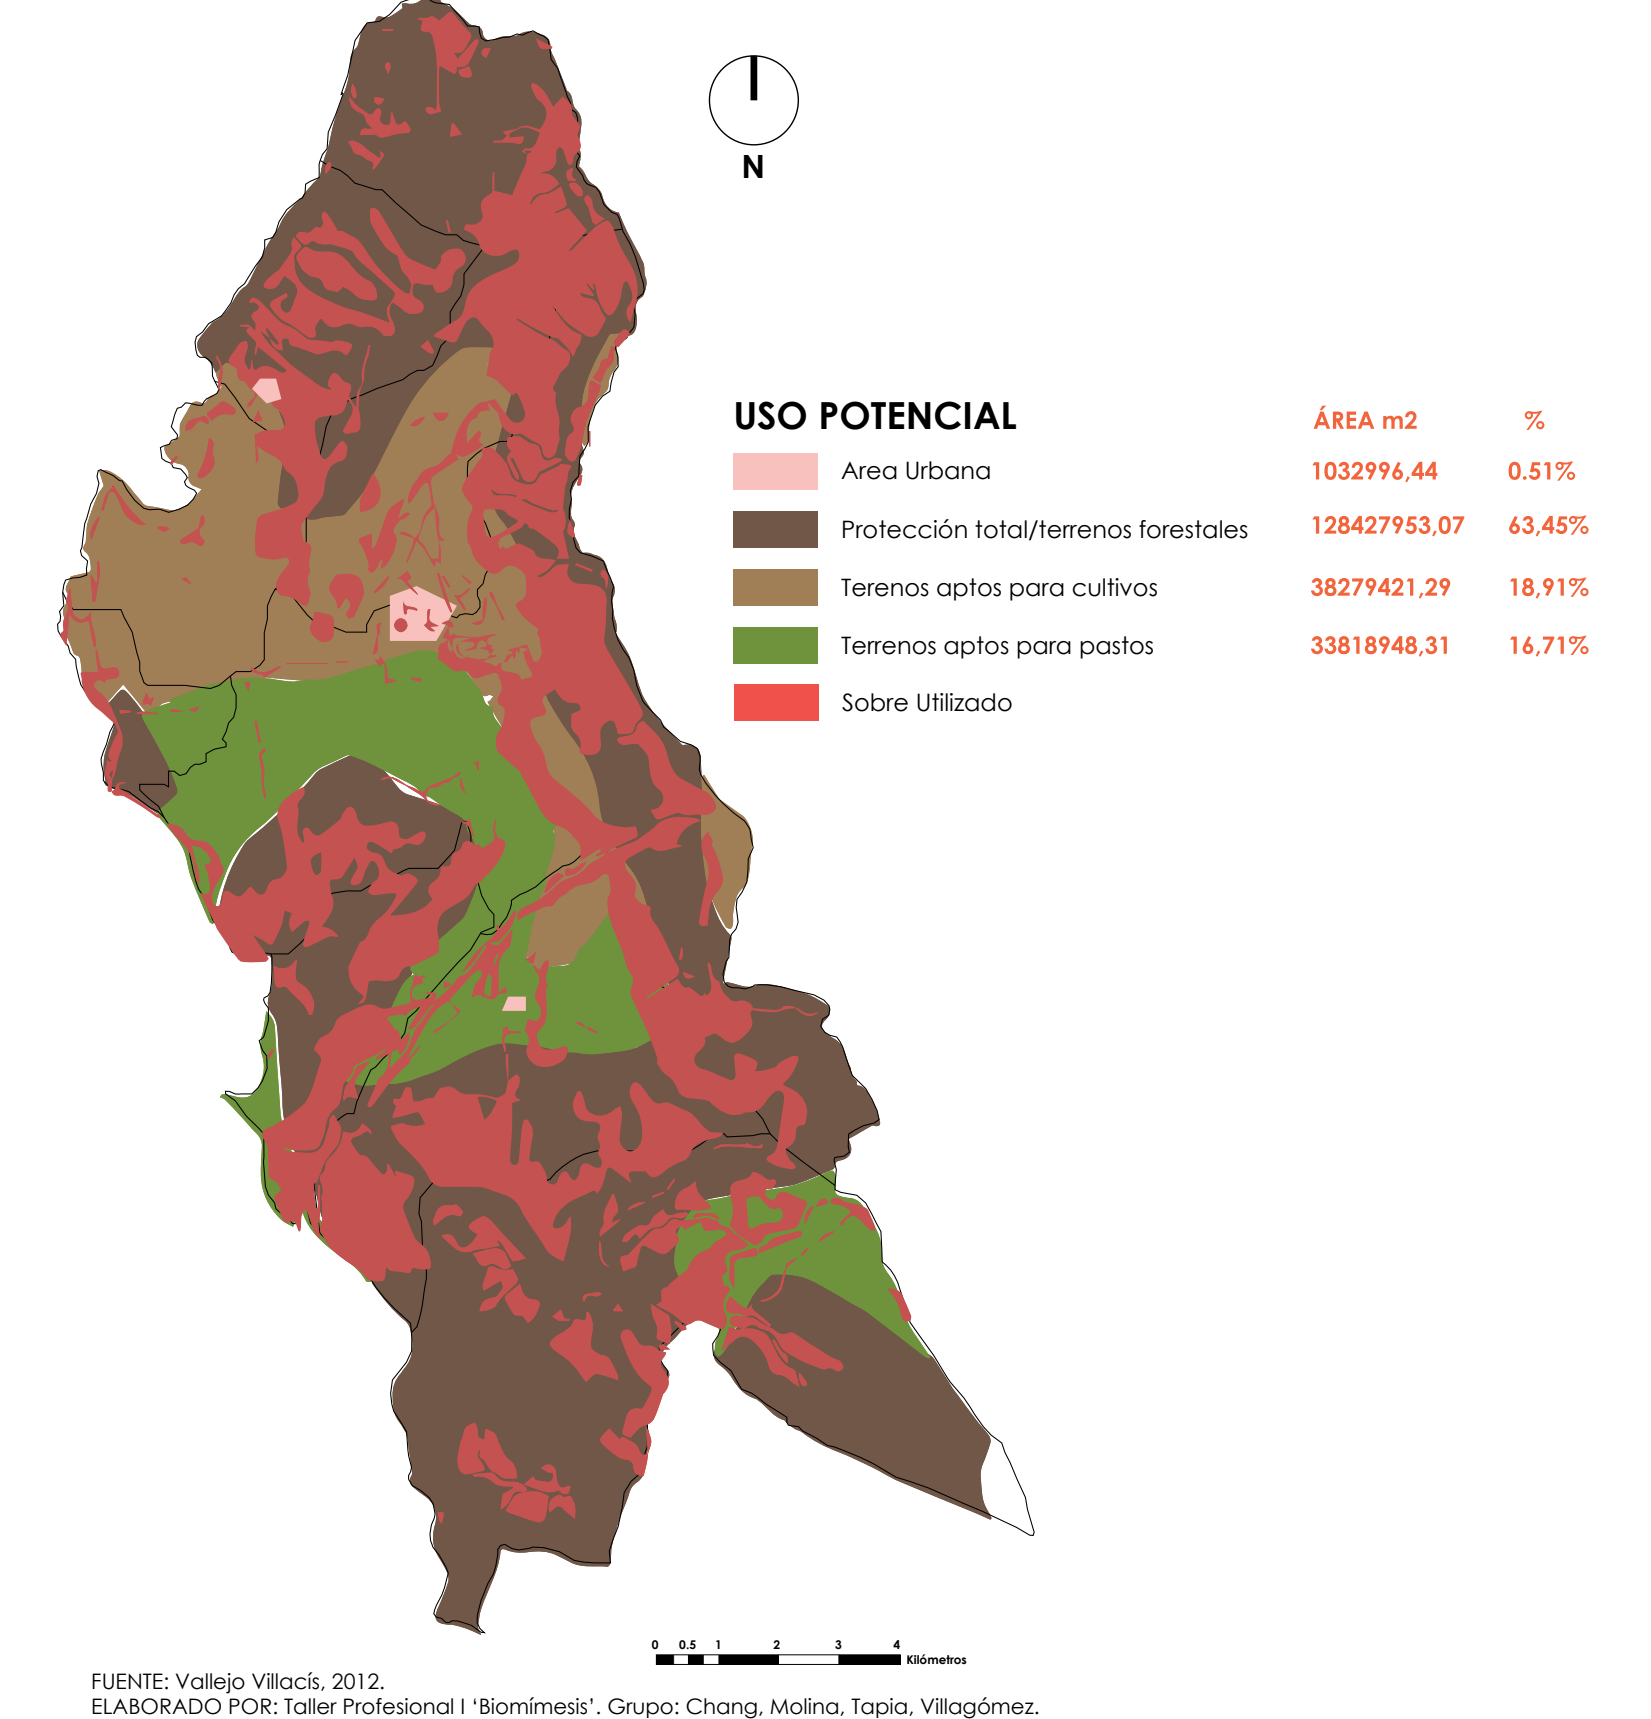 N
USO POTENCIAL ÁREA m2 %
Area Urbana 1032996,44 0.51%
Protección total/terrenos forestales 128427953,07 63,45%
Terenos aptos para cultivos 38279421,29 18,91%
Terrenos aptos para pastos 33818948,31 16,71%
Sobre Utilizado
0 0.5 1 2 3 4
Kilómetros
FUENTE: Vallejo Villacís, 2012.
ELABORADO POR: Taller Profesional I ‘Biomímesis’. Grupo: Chang, Molina, Tapia, Villagómez.